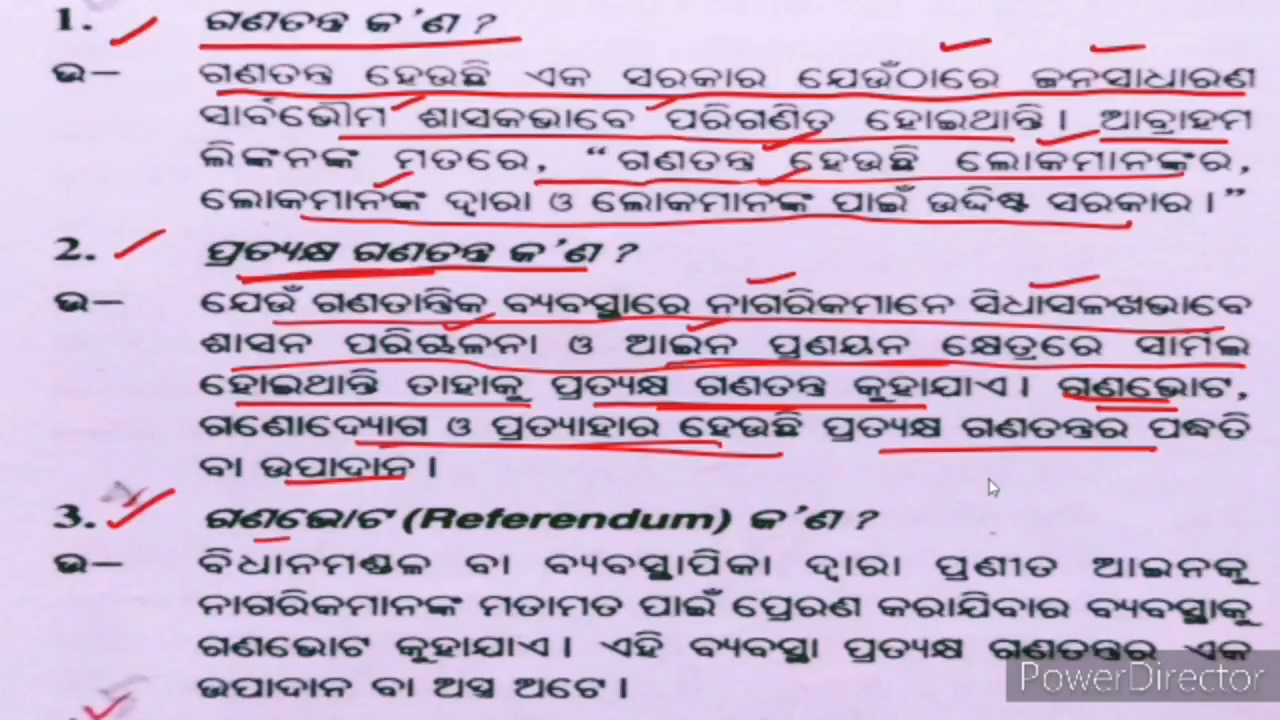 1. ଗଣତନ୍ତ୍ର କ'ଣ ?
ଉ– ଗଣତନ୍ତ୍ର ହେଉଛି ଏକ ସରକାର ଯେଉଁଠାରେ ଜନସାଧାରଣ
ସାର୍ବଭୌମ ଶାସକଭାବେ ପରିଗଣିତ ହୋଇଥାନ୍ତି । ଆବ୍ରାହମ
ଲିଙ୍କନଙ୍କ ମତରେ, “ଗଣତନ୍ତ୍ର ହେଉଛି ଲୋକମାନଙ୍କର,
ଲୋକମାନଙ୍କ ଦ୍ୱାରା ଓ ଲୋକମାନଙ୍କ ପାଇଁ ଉଦ୍ଦିଷ୍ଟ ସରକାର ।”
2. ପ୍ରତ୍ୟକ୍ଷ ଗଣତନ୍ତ୍ର କ'ଣ ?
ଉ– ଯେଉଁ ଗଣତାନ୍ତ୍ରିକ ବ୍ୟବସ୍ଥାରେ ନାଗରିକମାନେ ସିଧାସଳଖଭାବେ
ଶାସନ ପରିଚାଳନା ଓ ଆଇନ ପ୍ରଣୟନ କ୍ଷେତ୍ରରେ ସାମିଲ
ହୋଇଥାନ୍ତି ତାହାକୁ ପ୍ରତ୍ୟକ୍ଷ ଗଣତନ୍ତ୍ର କୁହାଯାଏ । ଗଣଭୋଟ,
ଗଣୋଦ୍ୟୋଗ ଓ ପ୍ରତ୍ୟାହାର ହେଉଛି ପ୍ରତ୍ୟକ୍ଷ ଗଣତନ୍ତ୍ରର ପଦ୍ଧତି
ବା ଉପାଦାନ ।
3. ଗଣଭୋଟ (Referendum) କ'ଣ ?
ଉ– ବିଧାନମଣ୍ଡଳ ବା ବ୍ୟବସ୍ଥାପିକା ଦ୍ୱାରା ପ୍ରଣୀତ ଆଇନକୁ
ନାଗରିକମାନଙ୍କ ମତାମତ ପାଇଁ ପ୍ରେରଣ କରାଯିବାର ବ୍ୟବସ୍ଥାକୁ
ଗଣଭୋଟ କୁହାଯାଏ । ଏହି ବ୍ୟବସ୍ଥା ପ୍ରତ୍ୟକ୍ଷ ଗଣତନ୍ତ୍ରର ଏକ
ଉପାଦାନ ବା ଅସ୍ତ୍ର ଅଟେ ।
PowerDirector